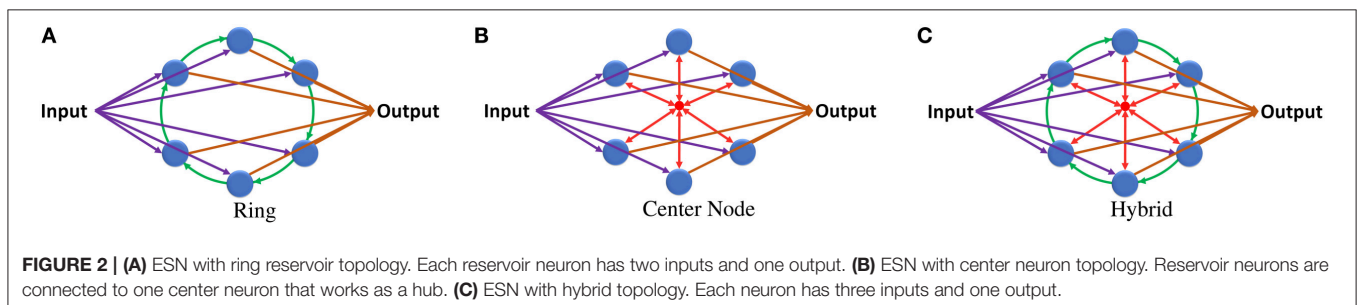 A
B
C
Input
Output
Ring
Input
Output
Center Node
Input
Output
Hybrid
FIGURE 2 | (A) ESN with ring reservoir topology. Each reservoir neuron has two inputs and one output. (B) ESN with center neuron topology. Reservoir neurons are
connected to one center neuron that works as a hub. (C) ESN with hybrid topology. Each neuron has three inputs and one output.